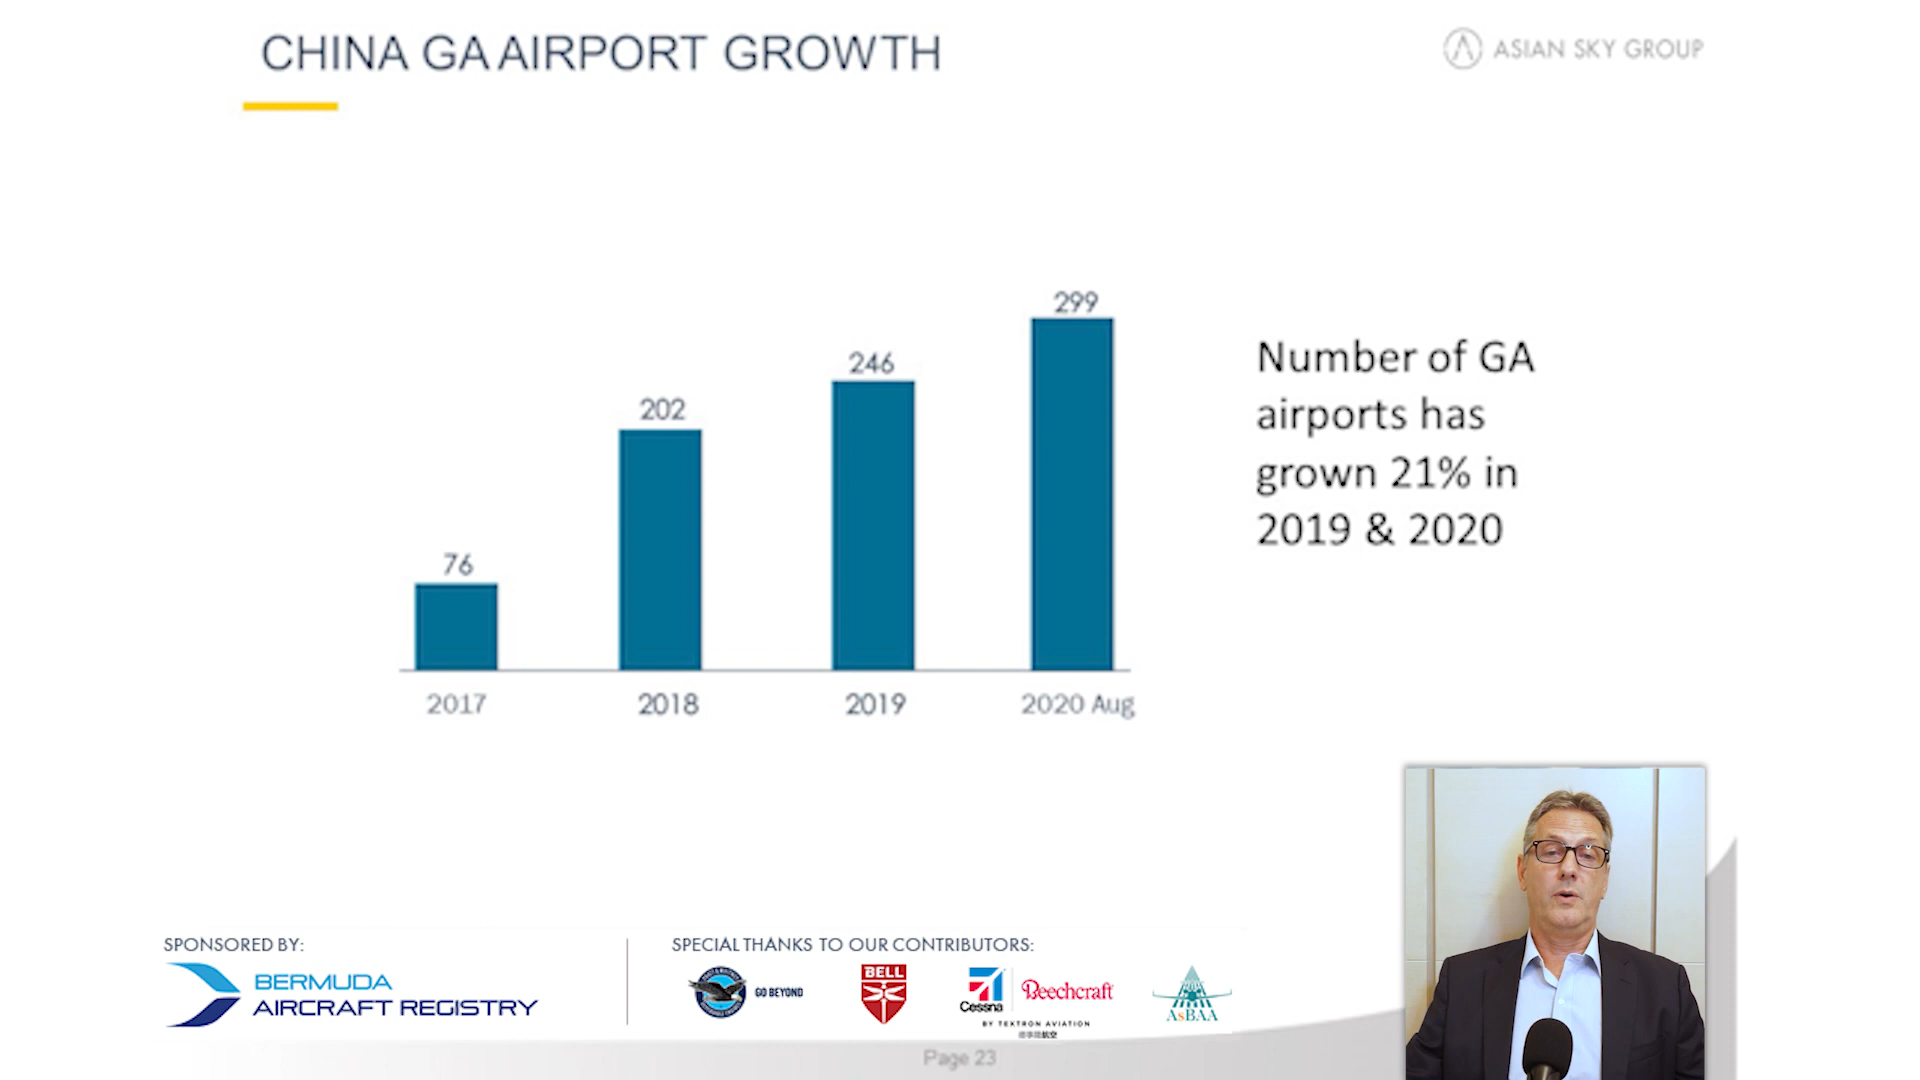 CHINA GA AIRPORT GROWTH
ASIAN SKY GROUP
299
246
202
76
2017 2018 2019 2020 Aug
Number of GA
airports has
grown 21% in
2019 & 2020
SPONSORED BY:
BERMUDA
AIRCRAFT REGISTRY
SPECIAL THANKS TO OUR CONTRIBUTORS:
GO BEYOND
BELL
Cessna
Beechcraft
BY TEXTRON AVIATION
AsBAA
Page 23